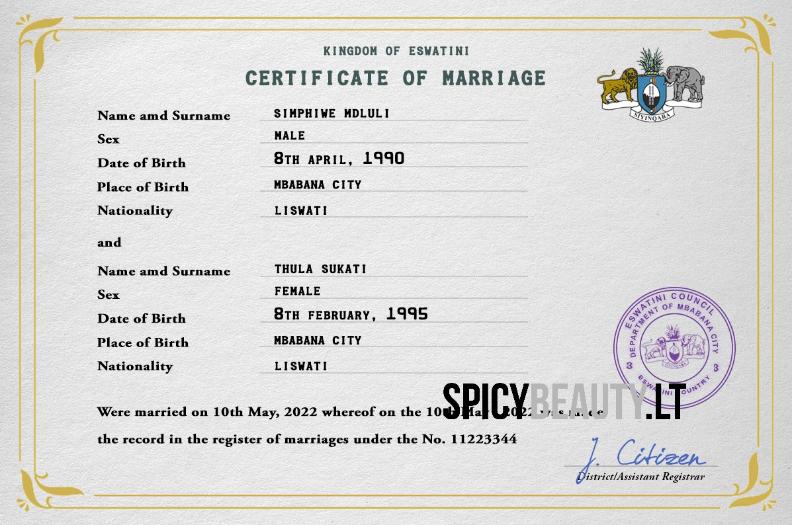 KINGDOM OF ESWATINI
CERTIFICATE OF MARRIAGE
SIYINQABA
Name amd Surname SIMPHIWE MDLULI
Sex MALE
Date of Birth 8TH APRIL, 1990
Place of Birth MBABANA CITY
Nationality LISWATI
and
Name amd Surname THULA SUKATI
Sex FEMALE
Date of Birth 8TH FEBRUARY, 1995
Place of Birth MBABANA CITY
Nationality LISWATI
ESWATINI COUNCIL
DEPARTMENT OF MBABANA CITY
ESWATINI COUNTRY
SPICYBEAUTY.LT
Were married on 10th May, 2022 whereof on the 10th May, 2022 was made
the record in the register of marriages under the No. 11223344
J. Citizen
District/Assistant Registrar